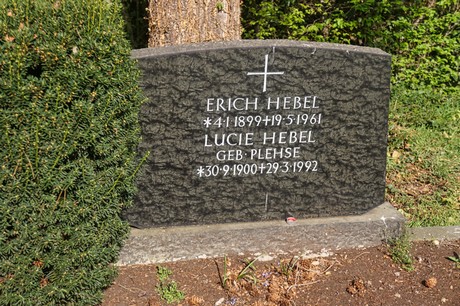 ERICH HEBEL
*4·1·1899+19·5·1961
LUCIE HEBEL
GEB·PLEHSE
*30·9·1900+29·3·1992